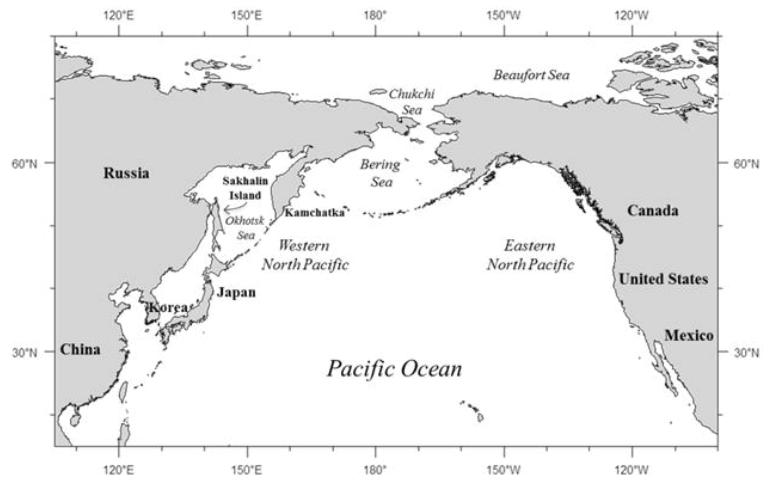 120°E 150°E 180° 150°W 120°W
Beaufort Sea
Chukchi
Sea
60°N
60°N
Bering
Sea
Russia
Sakhalin
Island
Kamchatka
Okhotsk
Sea
Canada
Western
North Pacific
Eastern
North Pacific
United States
Japan
Korea
Mexico
China
30°N
30°N
Pacific Ocean
120°E 150°E 180° 150°W 120°W